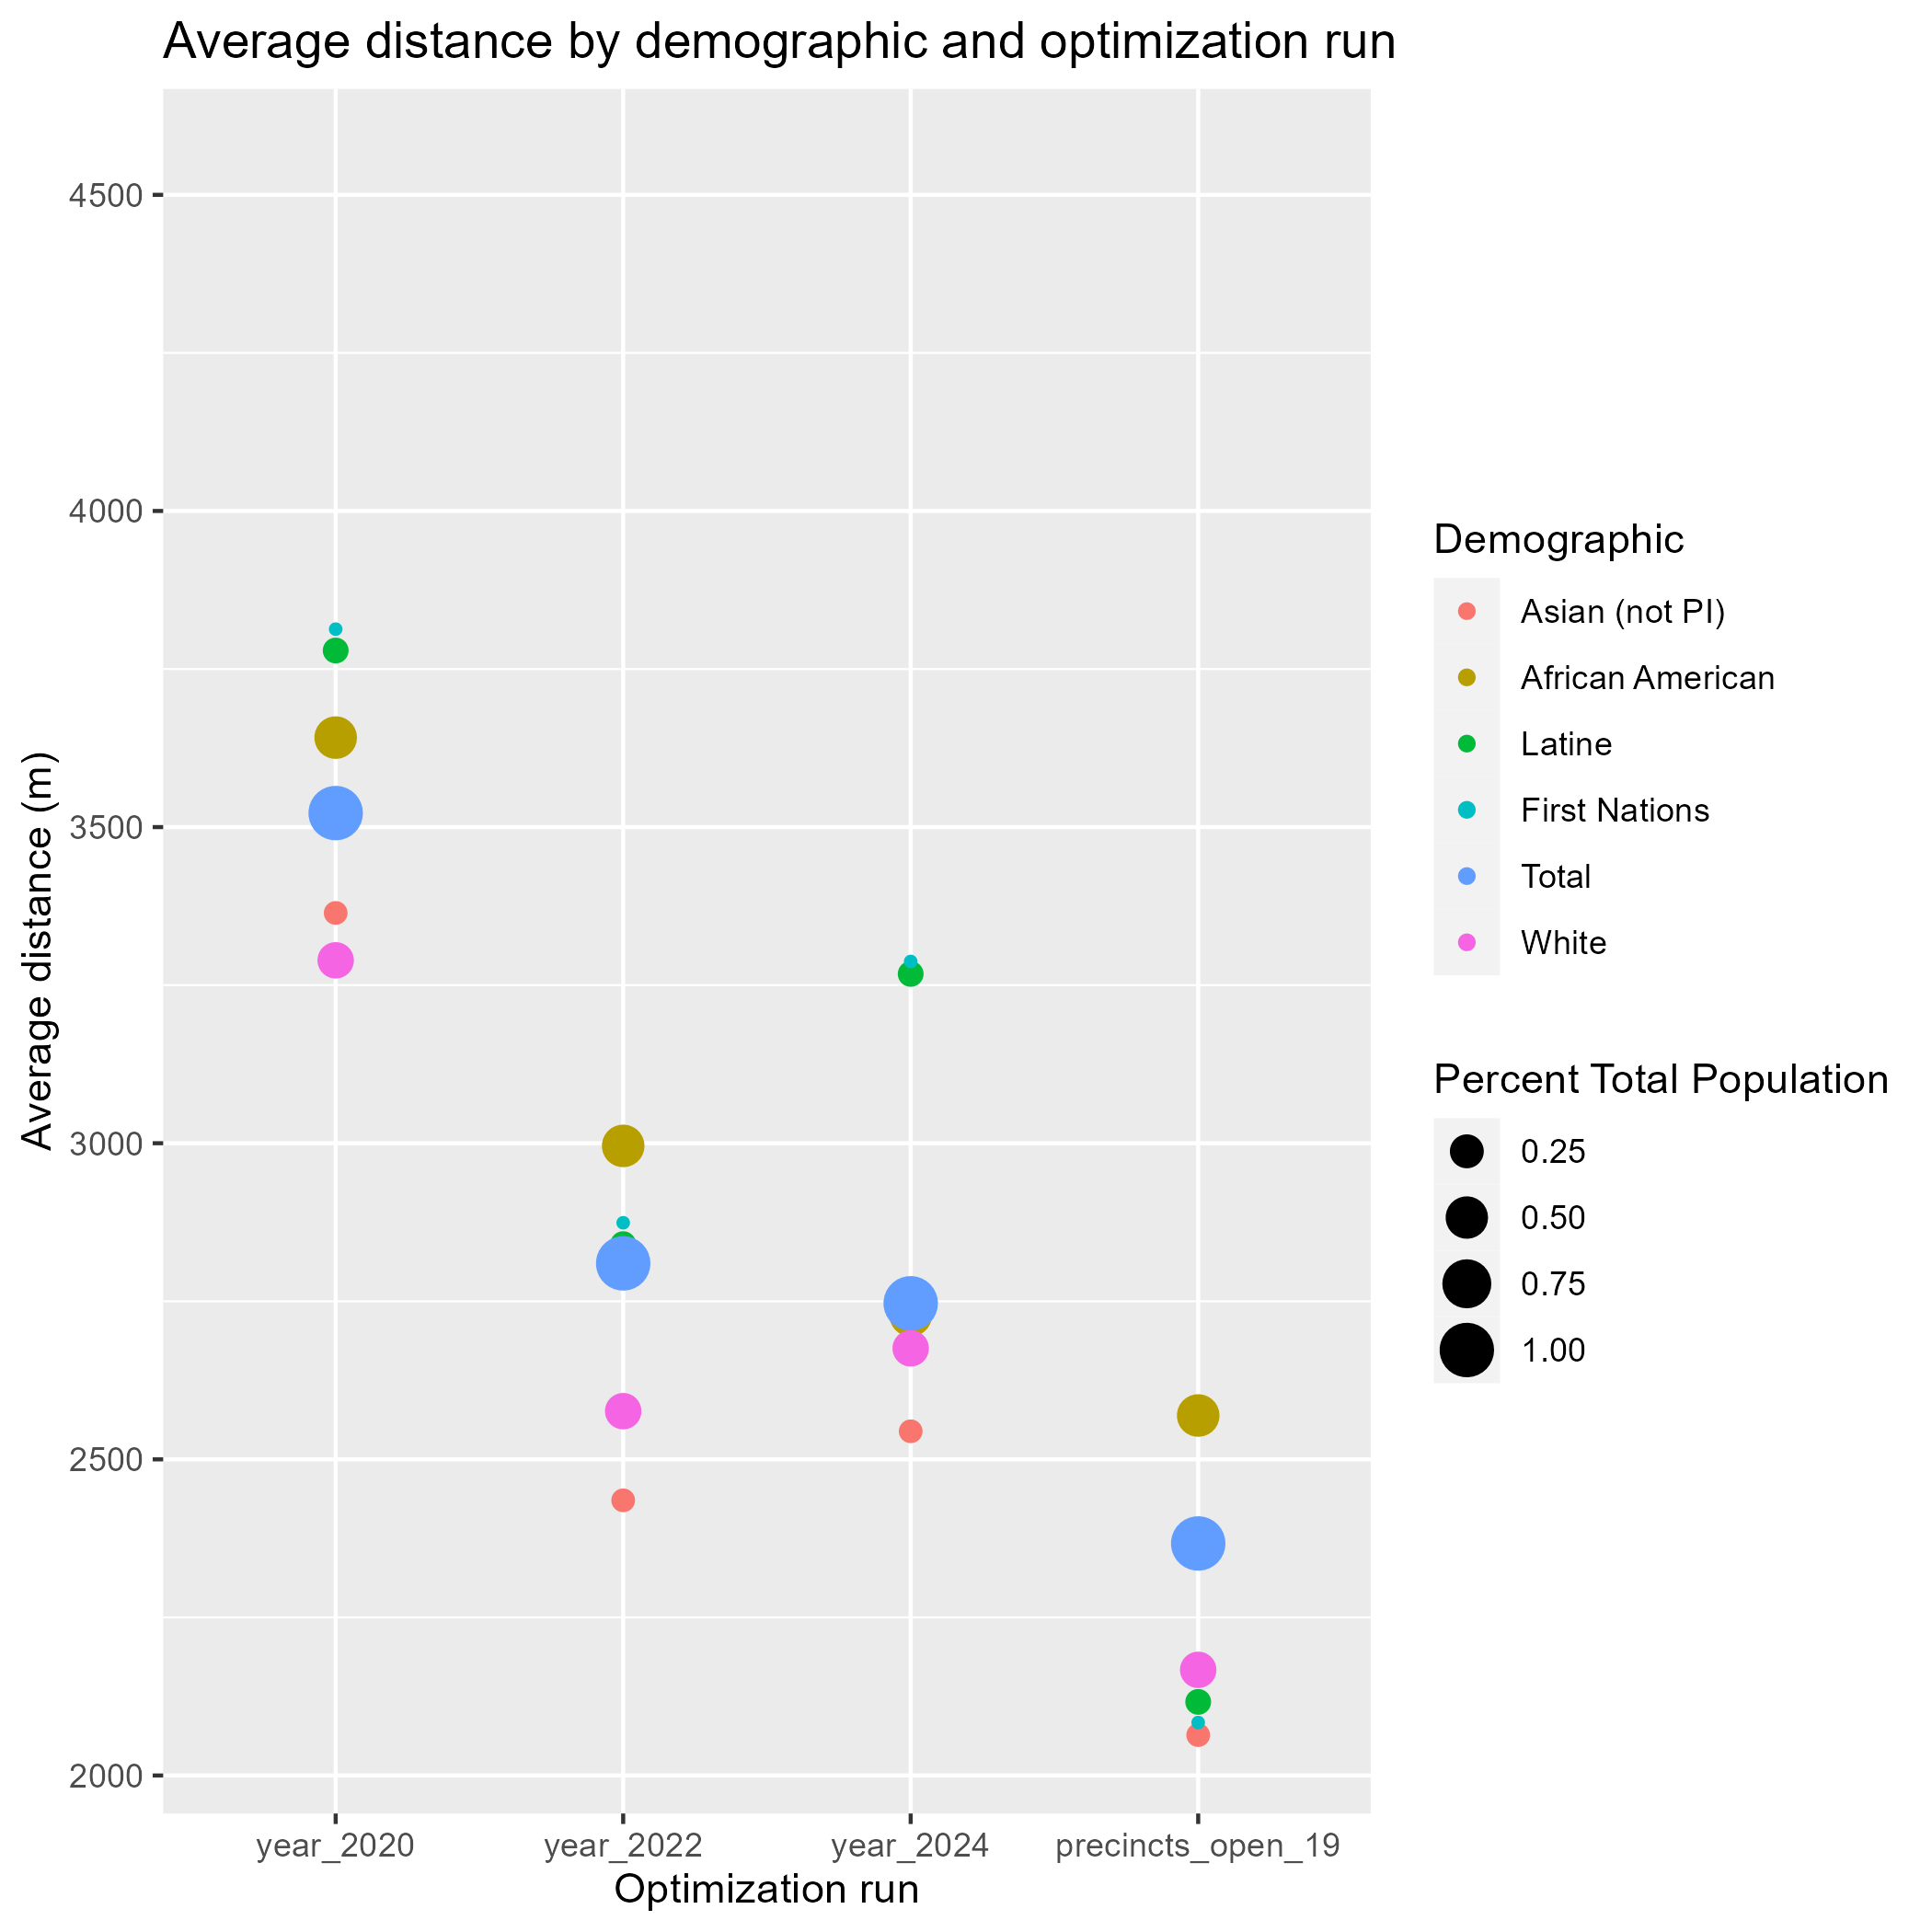 Average distance by demographic and optimization run
4500
4000
3500
3000
2500
2000
Average distance (m)
year_2020
year_2022
year_2024
precincts_open_19
Optimization run
Demographic
Asian (not PI)
African American
Latine
First Nations
Total
White
Percent Total Population
0.25
0.50
0.75
1.00